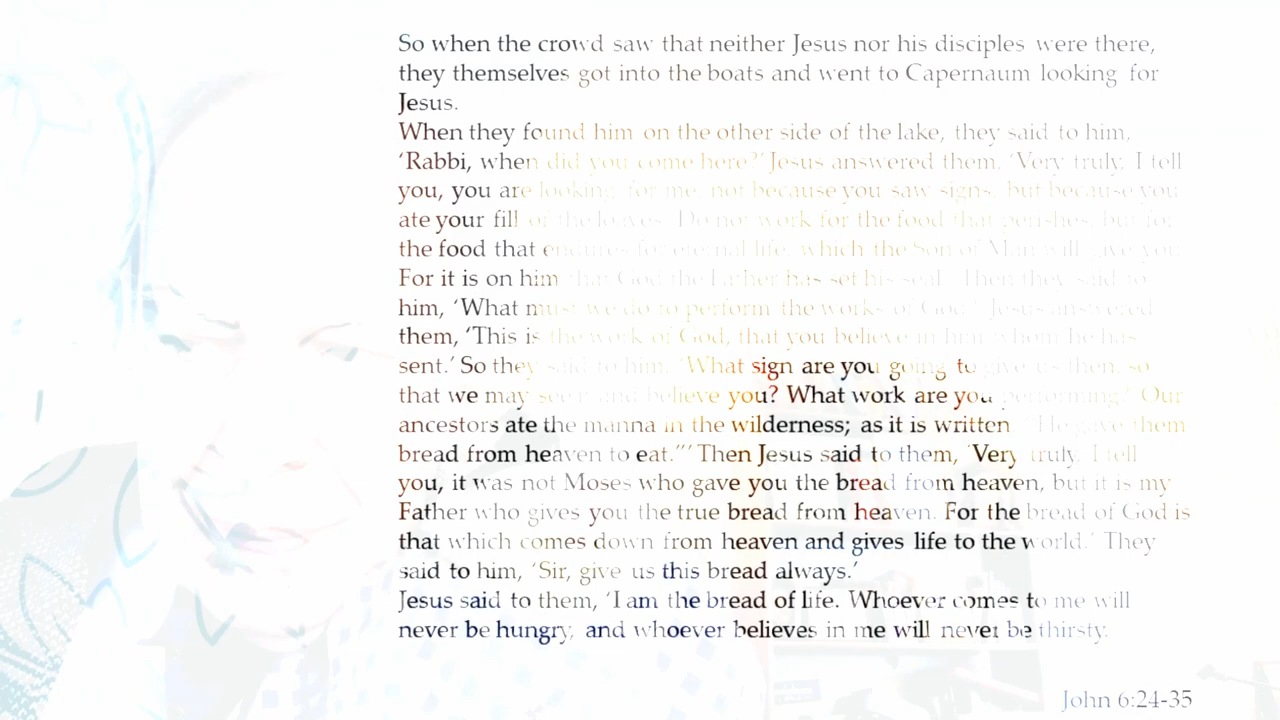 So when the crowd saw that neither Jesus nor his disciples were there,
they themselves got into the boats and went to Capernaum looking for
Jesus.
When they found him on the other side of the lake, they said to him,
‘Rabbi, when did you come here?’ Jesus answered them, ‘Very truly, I tell
you, you are looking for me, not because you saw signs, but because you
ate your fill of the loaves. Do not work for the food that perishes, but for
the food that endures for eternal life, which the Son of Man will give you.
For it is on him that God the Father has set his seal.’ Then they said to
him, ‘What must we do to perform the works of God?’ Jesus answered
them, ‘This is the work of God, that you believe in him whom he has
sent.’ So they said to him, ‘What sign are you going to give us then, so
that we may see it and believe you? What work are you performing? Our
ancestors ate the manna in the wilderness; as it is written, “He gave them
bread from heaven to eat.”’ Then Jesus said to them, ‘Very truly, I tell
you, it was not Moses who gave you the bread from heaven, but it is my
Father who gives you the true bread from heaven. For the bread of God is
that which comes down from heaven and gives life to the world.’ They
said to him, ‘Sir, give us this bread always.’
Jesus said to them, ‘I am the bread of life. Whoever comes to me will
never be hungry, and whoever believes in me will never be thirsty.
John 6:24-35